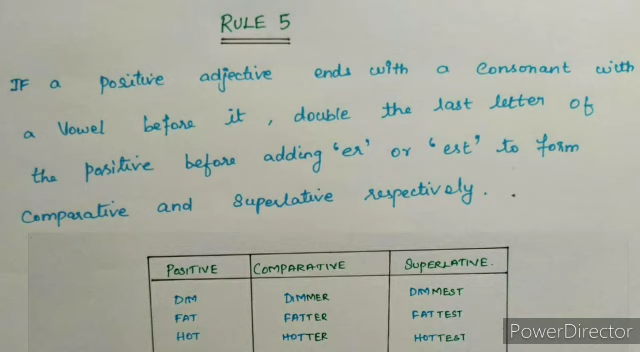 RULE 5
IF a positive adjective ends with a consonant with
a Vowel before it, double the last letter of
the positive before adding 'er' or 'est' to form
Comparative and Superlative respectively.
POSITIVE COMPARATIVE SUPERLATIVE.
DIM DIMMER DIMMEST
FAT FATTER FATTEST
HOT HOTTER HOTTEST
PowerDirector